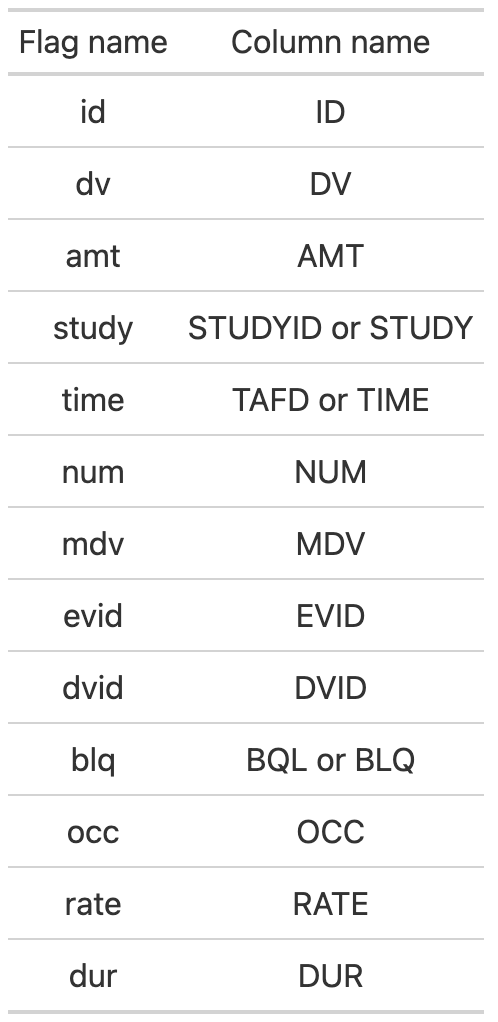 Flag name Column name
id ID
dv DV
amt AMT
study STUDYID or STUDY
time TAFD or TIME
num NUM
mdv MDV
evid EVID
dvid DVID
blq BQL or BLQ
occ OCC
rate RATE
dur DUR